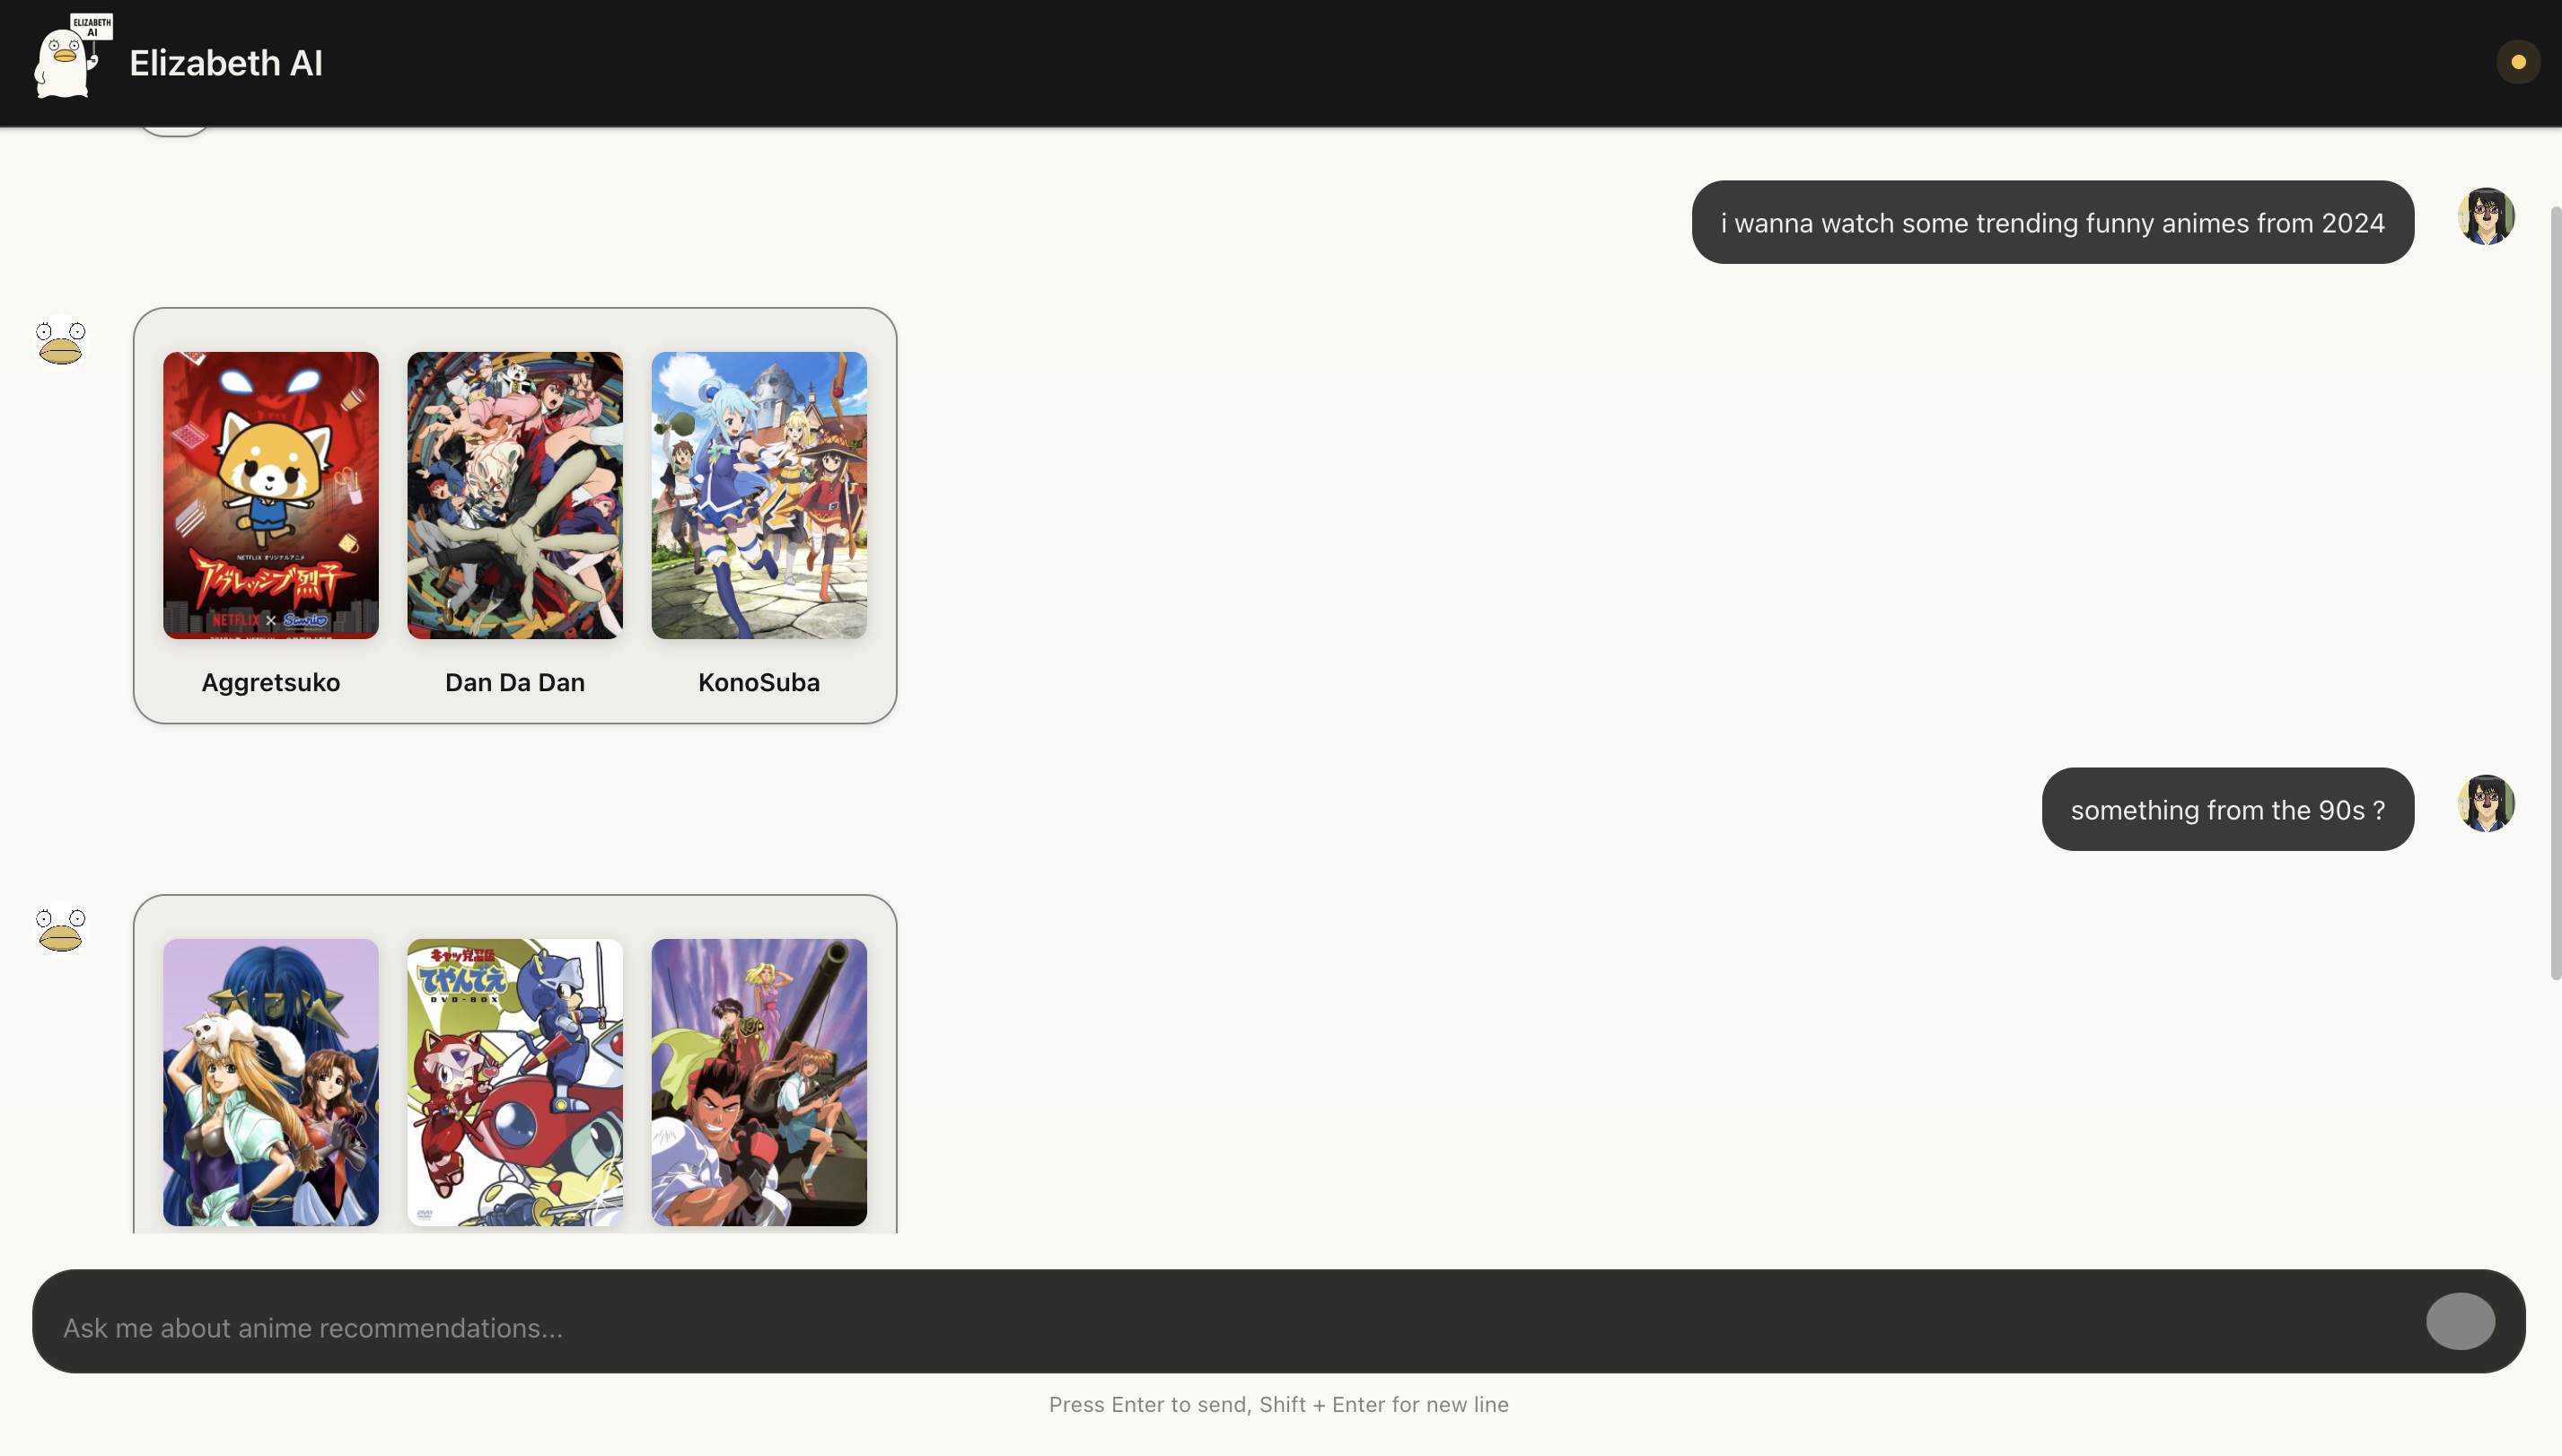 ELIZABETH
AI
Elizabeth AI
i wanna watch some trending funny animes from 2024
NETFLIX オリジナルアニメ
アグレッシブ烈子
NETFLIX × Sanrio
Aggretsuko
Dan Da Dan
KonoSuba
something from the 90s ?
キャッ党忍伝
てやんでえ
DVD-BOX
DVD
Ask me about anime recommendations...
Press Enter to send, Shift + Enter for new line